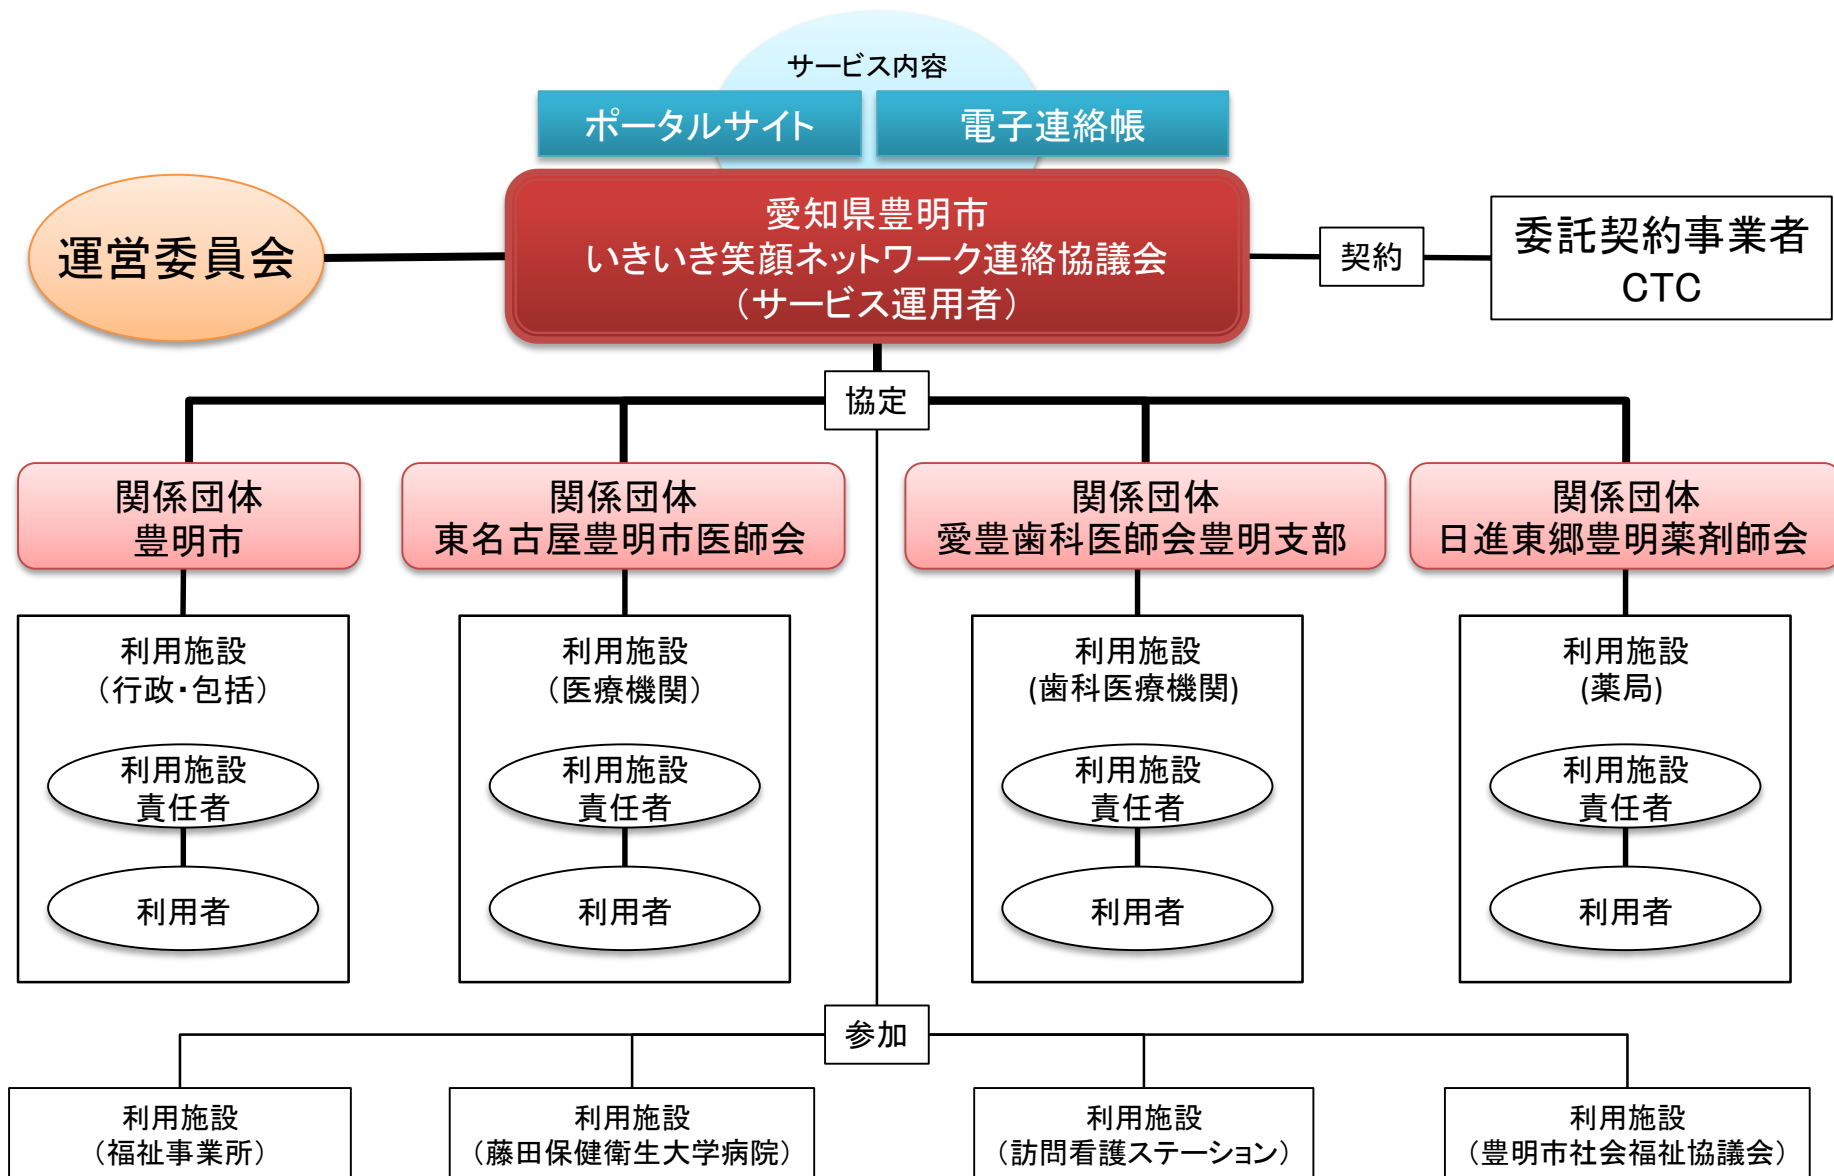 サービス内容
ポータルサイト
電子連絡帳
運営委員会
愛知県豊明市
いきいき笑顔ネットワーク連絡協議会
（サービス運用者）
契約
委託契約事業者
CTC
協定
関係団体
豊明市
関係団体
東名古屋豊明市医師会
関係団体
愛豊歯科医師会豊明支部
関係団体
日進東郷豊明薬剤師会
利用施設
（行政・包括）
利用施設
責任者
利用者
利用施設
（医療機関）
利用施設
責任者
利用者
利用施設
(歯科医療機関)
利用施設
責任者
利用者
利用施設
(薬局)
利用施設
責任者
利用者
参加
利用施設
（福祉事業所）
利用施設
（藤田保健衛生大学病院）
利用施設
（訪問看護ステーション）
利用施設
（豊明市社会福祉協議会）